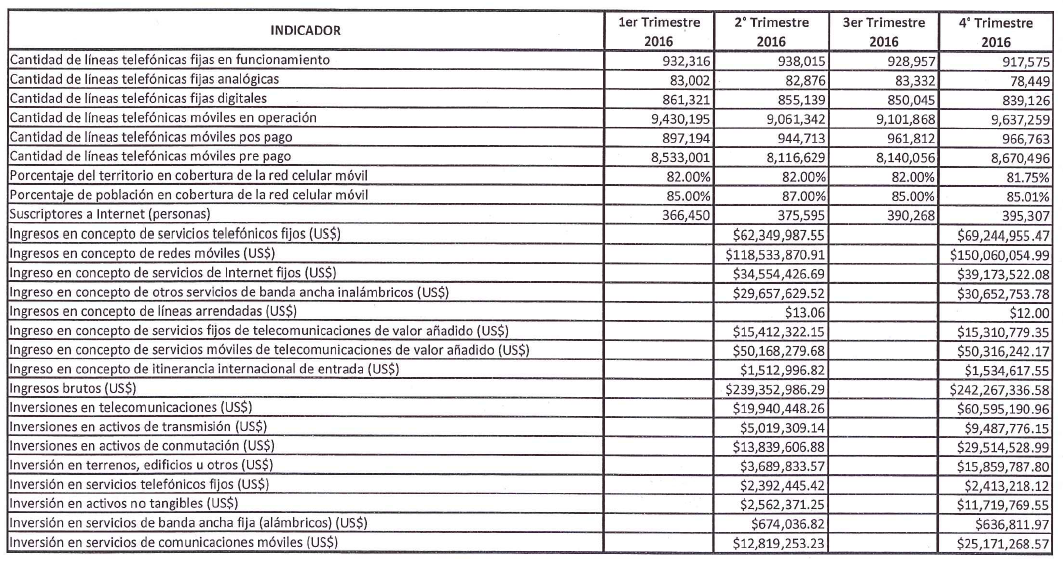 INDICADOR 1er Trimestre 2016 2° Trimestre 2016 3er Trimestre 2016 4° Trimestre 2016
Cantidad de líneas telefónicas fijas en funcionamiento 932,316 938,015 928,957 917,575
Cantidad de líneas telefónicas fijas analógicas 83,002 82,876 83,332 78,449
Cantidad de líneas telefónicas fijas digitales 861,321 855,139 850,045 839,126
Cantidad de líneas telefónicas móviles en operación 9,430,195 9,061,342 9,101,868 9,637,259
Cantidad de líneas telefónicas móviles pos pago 897,194 944,713 961,812 966,763
Cantidad de líneas telefónicas móviles pre pago 8,533,001 8,116,629 8,140,056 8,670,496
Porcentaje del territorio en cobertura de la red celular móvil 82.00% 82.00% 82.00% 81.75%
Porcentaje de población en cobertura de la red celular móvil 85.00% 87.00% 85.00% 85.01%
Suscriptores a Internet (personas) 366,450 375,595 390,268 395,307
Ingresos en concepto de servicios telefónicos fijos (US$) $62,349,987.55 $69,244,955.47
Ingresos en concepto de redes móviles (US$) $118,533,870.91 $150,060,054.99
Ingreso en concepto de servicios de Internet fijos (US$) $34,554,426.69 $39,173,522.08
Ingreso en concepto de otros servicios de banda ancha inalámbricos (US$) $29,657,629.52 $30,652,753.78
Ingresos en concepto de líneas arrendadas (US$) $13.06 $12.00
Ingreso en concepto de servicios fijos de telecomunicaciones de valor añadido (US$) $15,412,322.15 $15,310,779.35
Ingreso en concepto de servicios móviles de telecomunicaciones de valor añadido (US$) $50,168,279.68 $50,316,242.17
Ingreso en concepto de itinerancia internacional de entrada (US$) $1,512,996.82 $1,534,617.55
Ingresos brutos (US$) $239,352,986.29 $242,267,336.58
Inversiones en telecomunicaciones (US$) $19,940,448.26 $60,595,190.96
Inversiones en activos de transmisión (US$) $5,019,309.14 $9,487,776.15
Inversiones en activos de conmutación (US$) $13,839,606.88 $29,514,528.99
Inversión en terrenos, edificios u otros (US$) $3,689,833.57 $15,859,787.80
Inversión en servicios telefónicos fijos (US$) $2,392,445.42 $2,413,218.12
Inversión en activos no tangibles (US$) $2,562,371.25 $11,719,769.55
Inversión en servicios de banda ancha fija (alámbricos) (US$) $674,036.82 $636,811.97
Inversión en servicios de comunicaciones móviles (US$) $12,819,253.23 $25,171,268.57